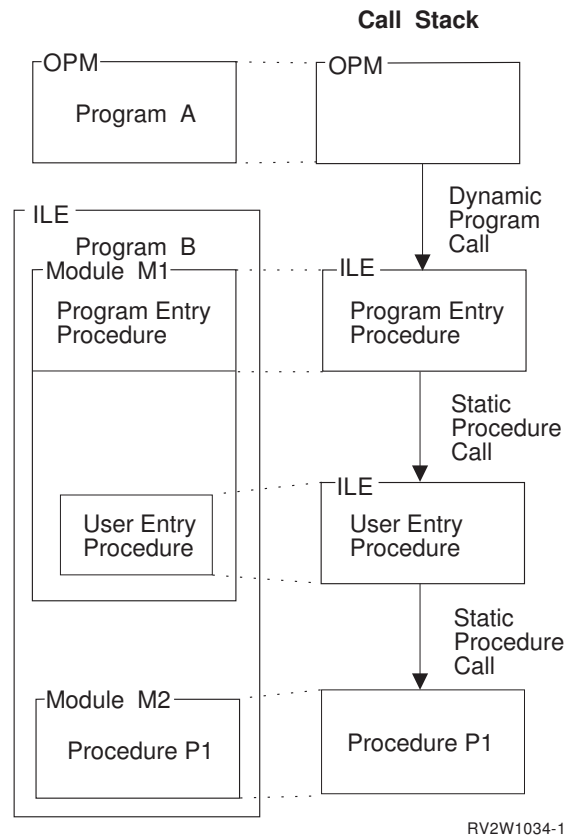 Call Stack
OPM
Program A
OPM
Dynamic
Program
Call
ILE
Program B
Module M1
Program Entry
Procedure
ILE
Program Entry
Procedure
Static
Procedure
Call
User Entry
Procedure
ILE
User Entry
Procedure
Static
Procedure
Call
Module M2
Procedure P1
Procedure P1
RV2W1034-1